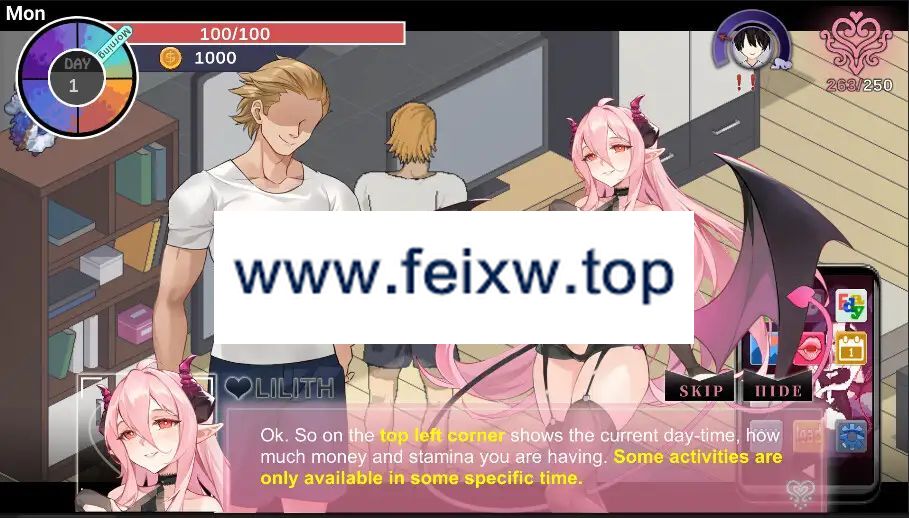 Mon
Morning
100/100
DAY
1
1000
263/250
!!
www.feixw.top
1
SKIP
HIDE
LILITH
Ok. So on the top left corner shows the current day-time, how
much money and stamina you are having. Some activities are
only available in some specific time.